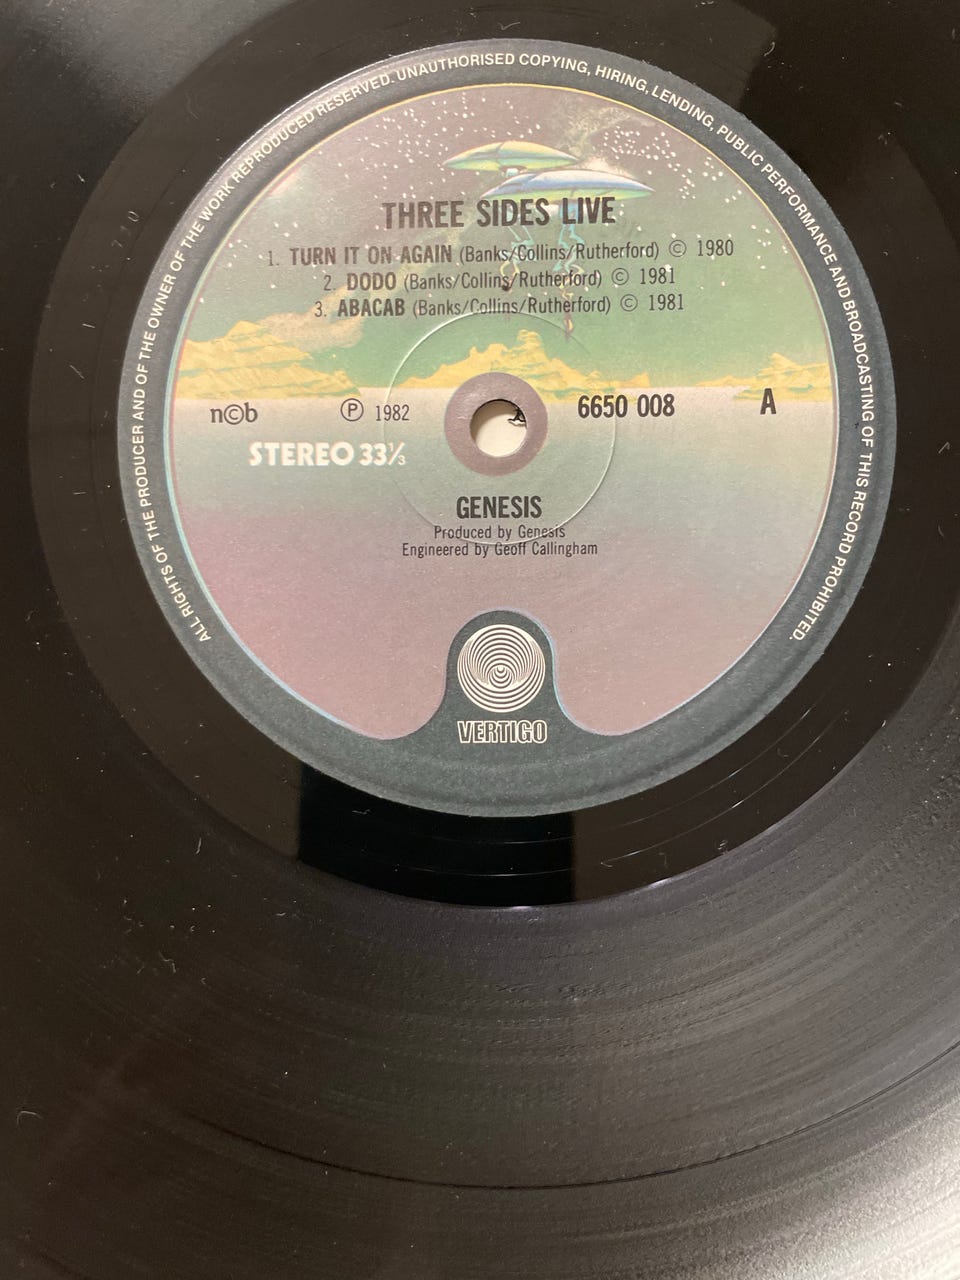 ALL RIGHTS OF THE PRODUCER AND OF THE OWNER OF THE WORK REPRODUCED RESERVED. UNAUTHORISED COPYING, HIRING, LENDING, PUBLIC PERFORMANCE AND BROADCASTING OF THIS RECORD PROHIBITED.
THREE SIDES LIVE
1. TURN IT ON AGAIN (Banks/Collins/Rutherford) © 1980
2. DODO (Banks/Collins/Rutherford) © 1981
3. ABACAB (Banks/Collins/Rutherford) © 1981
n©b ℗ 1982 6650 008 A
STEREO 33⅓
GENESIS
Produced by Genesis
Engineered by Geoff Callingham
VERTIGO